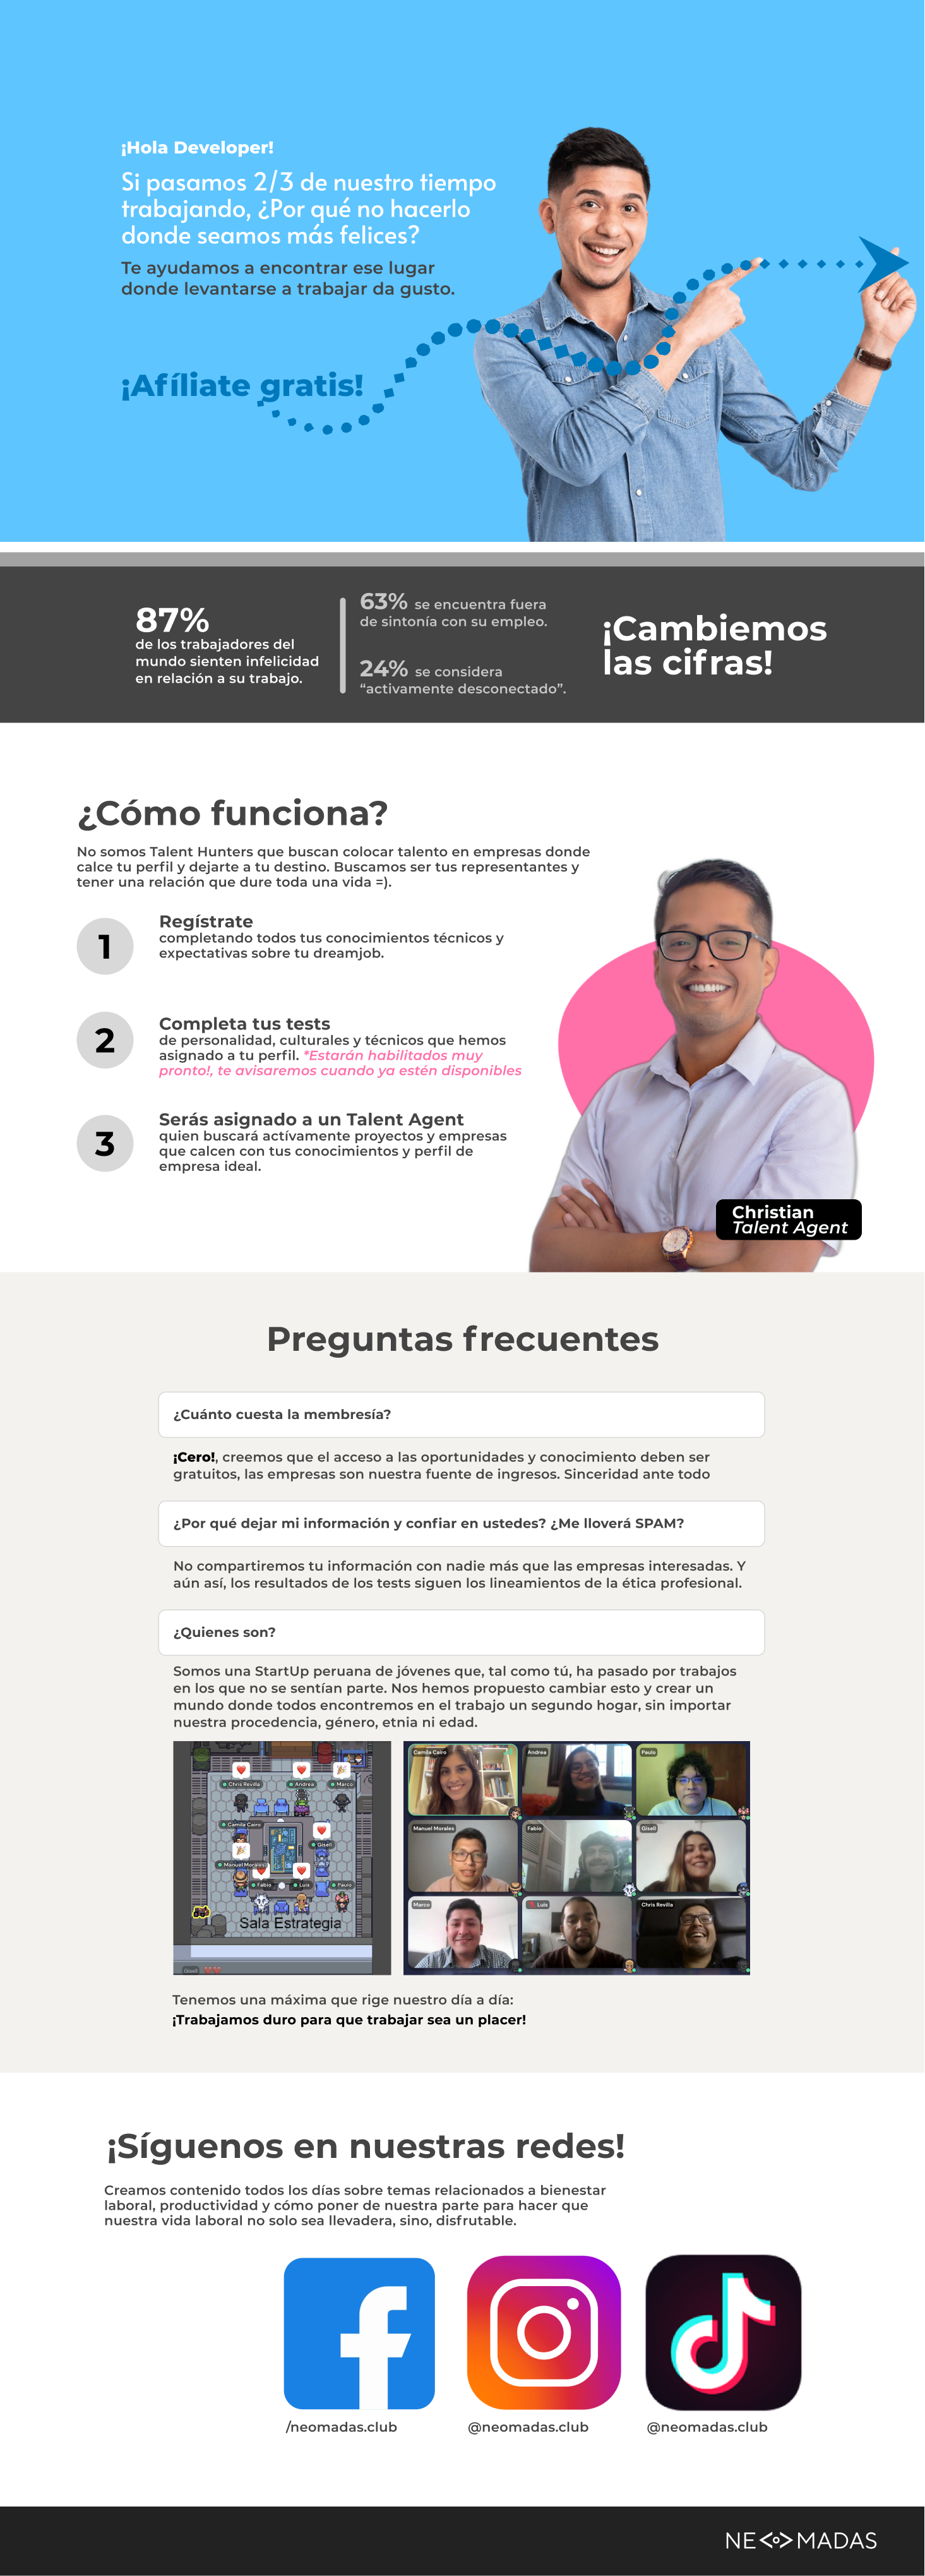 ¡Hola Developer!
Si pasamos 2/3 de nuestro tiempo
trabajando, ¿Por qué no hacerlo
donde seamos más felices?
Te ayudamos a encontrar ese lugar
donde levantarse a trabajar da gusto.
¡Afíliate gratis!
87%
de los trabajadores del
mundo sienten infelicidad
en relación a su trabajo.
63% se encuentra fuera
de sintonía con su empleo.
24% se considera
“activamente desconectado”.
¡Cambiemos
las cifras!
¿Cómo funciona?
No somos Talent Hunters que buscan colocar talento en empresas donde
calce tu perfil y dejarte a tu destino. Buscamos ser tus representantes y
tener una relación que dure toda una vida =).
1
Regístrate
completando todos tus conocimientos técnicos y
expectativas sobre tu dreamjob.
2
Completa tus tests
de personalidad, culturales y técnicos que hemos
asignado a tu perfil. *Estarán habilitados muy
pronto!, te avisaremos cuando ya estén disponibles
3
Serás asignado a un Talent Agent
quien buscará actívamente proyectos y empresas
que calcen con tus conocimientos y perfil de
empresa ideal.
Christian
Talent Agent
Preguntas frecuentes
¿Cuánto cuesta la membresía?
¡Cero!, creemos que el acceso a las oportunidades y conocimiento deben ser
gratuitos, las empresas son nuestra fuente de ingresos. Sinceridad ante todo
¿Por qué dejar mi información y confiar en ustedes? ¿Me lloverá SPAM?
No compartiremos tu información con nadie más que las empresas interesadas. Y
aún así, los resultados de los tests siguen los lineamientos de la ética profesional.
¿Quienes son?
Somos una StartUp peruana de jóvenes que, tal como tú, ha pasado por trabajos
en los que no se sentían parte. Nos hemos propuesto cambiar esto y crear un
mundo donde todos encontremos en el trabajo un segundo hogar, sin importar
nuestra procedencia, género, etnia ni edad.
Chris Revilla
Andrea
Marco
Camila Cairo
Gisell
Manuel Morales
Fabio
Luis
Paulo
Sala Estrategia
Gisell
Camila Cairo
Andrea
Paulo
Manuel Morales
Fabio
Gisell
Marco
Luis
Chris Revilla
Tenemos una máxima que rige nuestro día a día:
¡Trabajamos duro para que trabajar sea un placer!
¡Síguenos en nuestras redes!
Creamos contenido todos los días sobre temas relacionados a bienestar
laboral, productividad y cómo poner de nuestra parte para hacer que
nuestra vida laboral no solo sea llevadera, sino, disfrutable.
/neomadas.club
@neomadas.club
@neomadas.club
NE<o>MADAS